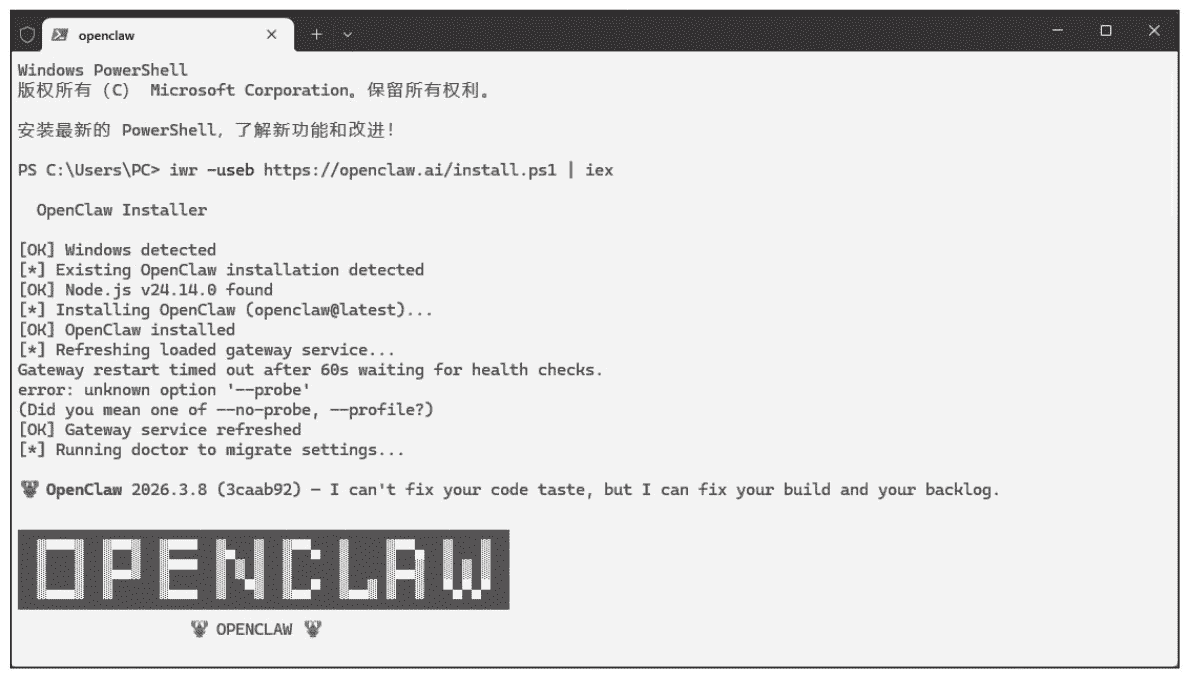 openclaw
Windows PowerShell
版权所有 (C)  Microsoft Corporation。保留所有权利。
安装最新的 PowerShell，了解新功能和改进！
PS C:\Users\PC> iwr -useb https://openclaw.ai/install.ps1 | iex
OpenClaw Installer
[OK] Windows detected
[*] Existing OpenClaw installation detected
[OK] Node.js v24.14.0 found
[*] Installing OpenClaw (openclaw@latest)...
[OK] OpenClaw installed
[*] Refreshing loaded gateway service...
Gateway restart timed out after 60s waiting for health checks.
error: unknown option '--probe'
(Did you mean one of --no-probe, --profile?)
[OK] Gateway service refreshed
[*] Running doctor to migrate settings...
OpenClaw 2026.3.8 (3caab92) — I can't fix your code taste, but I can fix your build and your backlog.
OPENCLAW
OPENCLAW